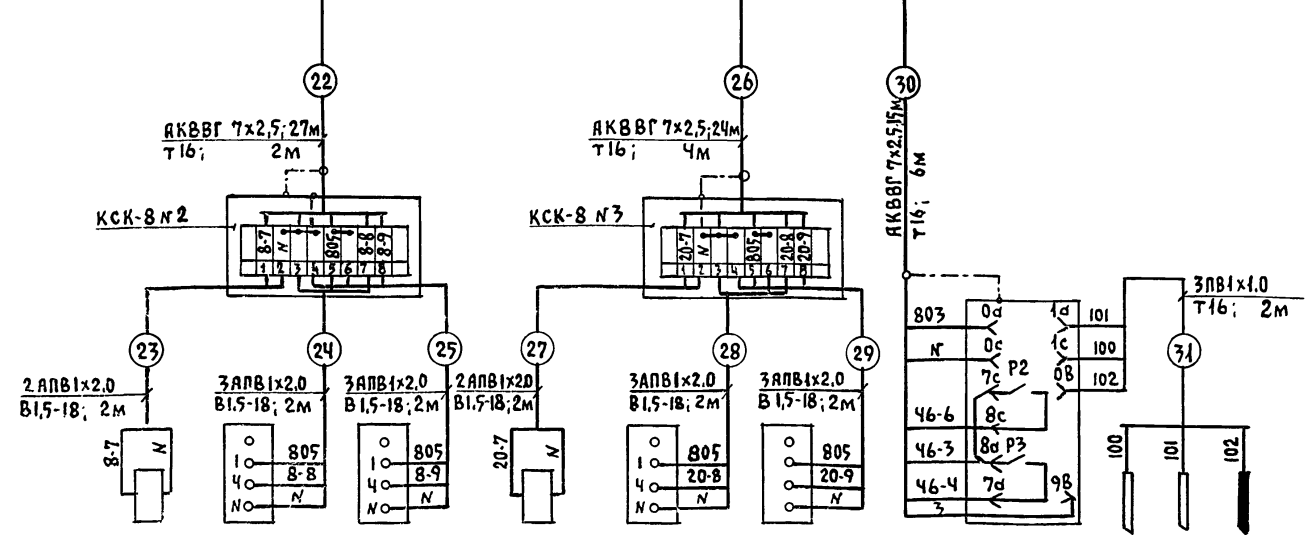 22
26
30
АКВВГ 7х2,5; 27м
т16; 2м
АКВВГ 7х2,5; 24м
т16; 4м
АКВВГ 7х2,5; 15м
т16; 6м
КСК-8 №2
8-7
N
805
8-8
8-9
1 2 3 4 5 6 7 8
КСК-8 №3
20-7
N
805
20-8
20-9
1 2 3 4 5 6 7 8
23
24
25
27
28
29
31
2АПВ1х2,0
В1,5-18; 2м
3АПВ1х2,0
В1,5-18; 2м
3АПВ1х2,0
В1,5-18; 2м
2АПВ1х2,0
В1,5-18; 2м
3АПВ1х2,0
В1,5-18; 2м
3АПВ1х2,0
В1,5-18; 2м
3ПВ1х1.0
т16; 2м
8-7
N
1 805
4 8-8
N N
1 805
4 8-9
N N
20-7
N
1 805
4 20-8
N N
805
20-9
N
803 0d 1d 101
N 0c 1c 100
7c Р2 0В 102
46-6 8c
46-3 8d Р3
46-4 7d 9В
3
100
101
102